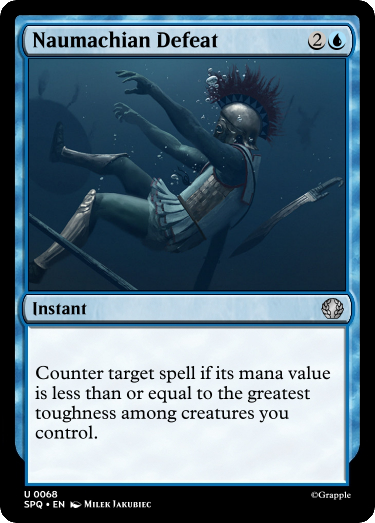 Naumachian Defeat 2
Instant
Counter target spell if its mana value
is less than or equal to the greatest
toughness among creatures you
control.
U 0068
SPQ • EN Milek Jakubiec
©Grapple